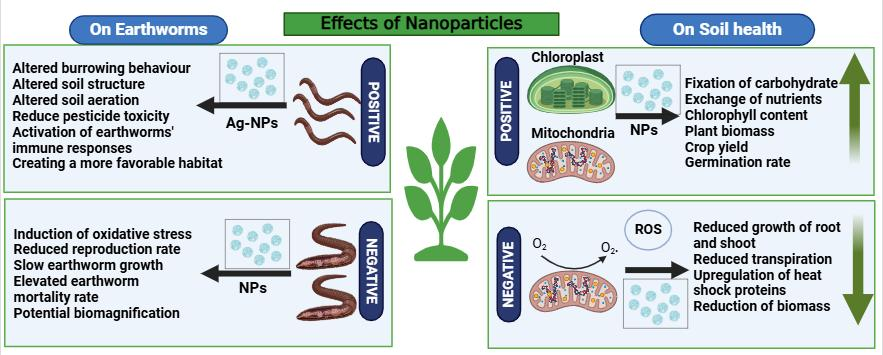 Effects of Nanoparticles
On Earthworms
Altered burrowing behaviour
Altered soil structure
Altered soil aeration
Reduce pesticide toxicity
Activation of earthworms'
immune responses
Creating a more favorable habitat
Ag-NPs
POSITIVE
Induction of oxidative stress
Reduced reproduction rate
Slow earthworm growth
Elevated earthworm
mortality rate
Potential biomagnification
NPs
NEGATIVE
On Soil health
POSITIVE
Chloroplast
Mitochondria
NPs
Fixation of carbohydrate
Exchange of nutrients
Chlorophyll content
Plant biomass
Crop yield
Germination rate
NEGATIVE
O₂
O₂.
ROS
Reduced growth of root
and shoot
Reduced transpiration
Upregulation of heat
shock proteins
Reduction of biomass